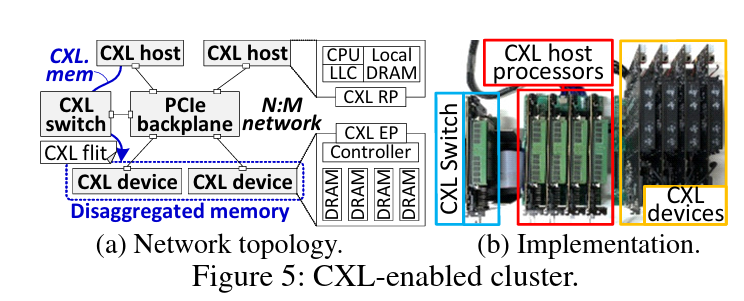 CXL host
CXL host
CXL.
mem
CPU
Local
LLC
DRAM
CXL RP
CXL
switch
PCIe
backplane
N:M
network
CXL flit
CXL EP
Controller
DRAM
DRAM
DRAM
DRAM
CXL device
CXL device
Disaggregated memory
(a) Network topology.
CXL host
processors
CXL Switch
CXL
devices
(b) Implementation.
Figure 5: CXL-enabled cluster.